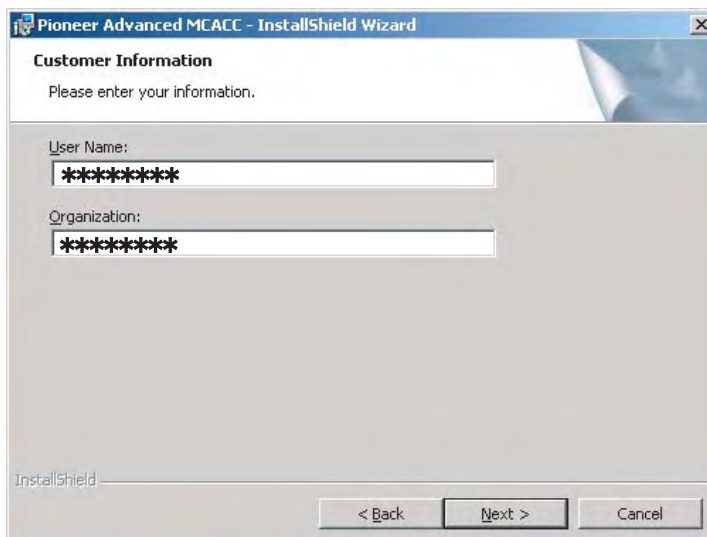 Pioneer Advanced MCACC - InstallShield Wizard
Customer Information
Please enter your information.
User Name:
********
Organization:
********
InstallShield
< Back
Next >
Cancel